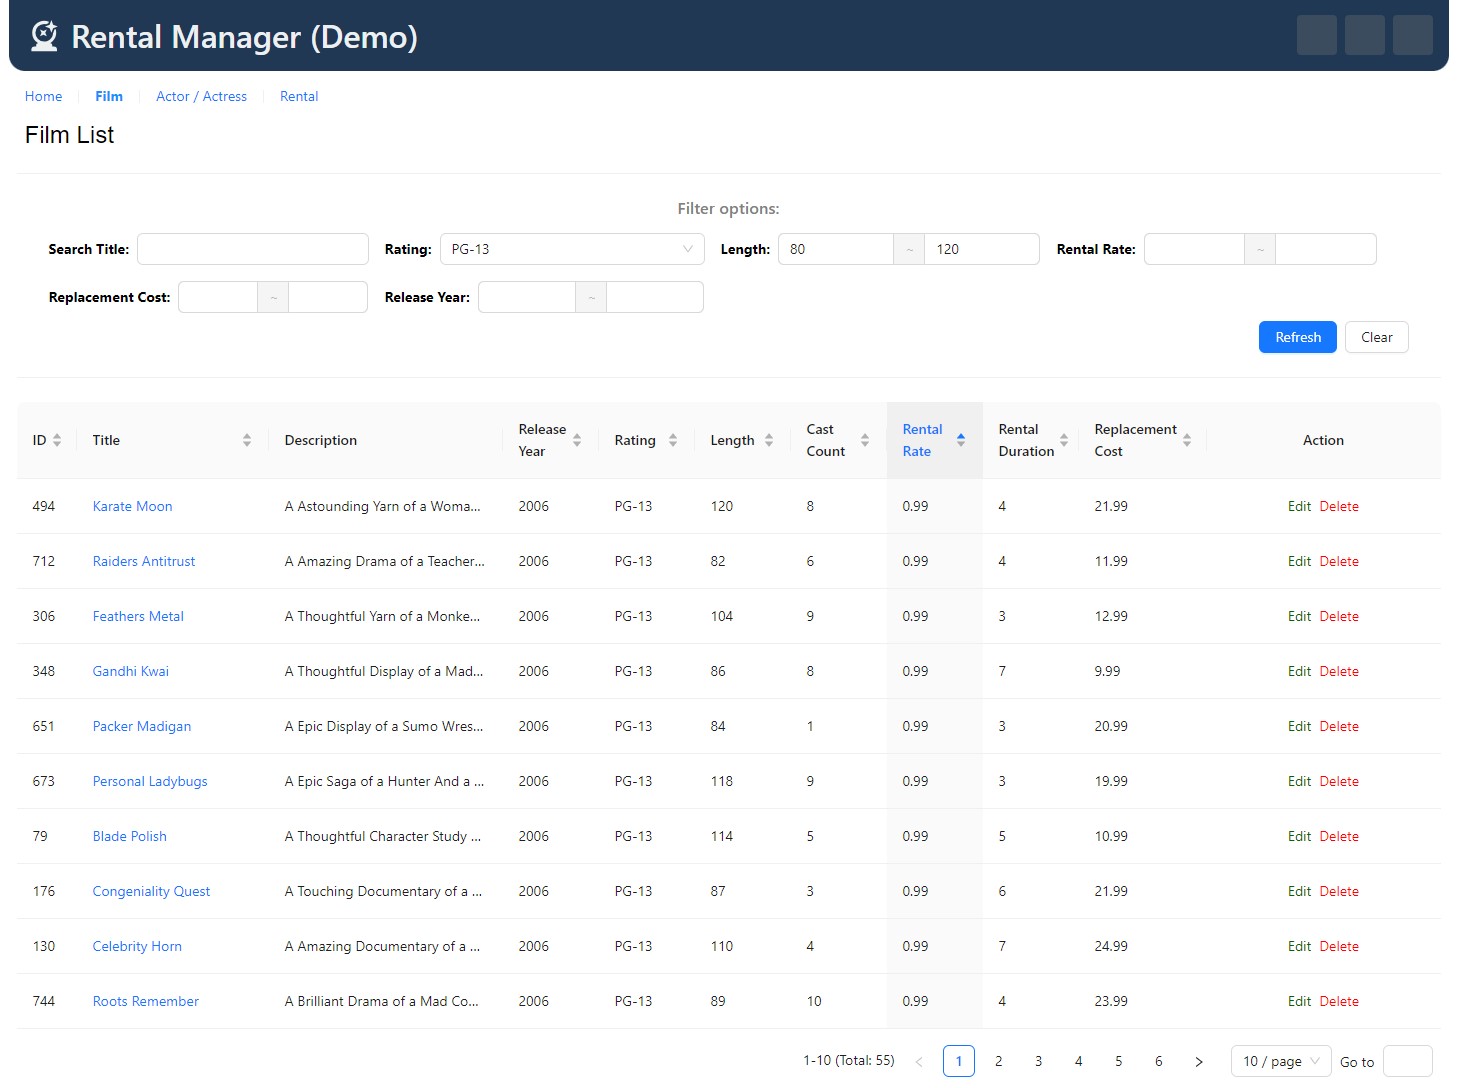 Rental Manager (Demo)
Home Film Actor / Actress Rental
Film List
Filter options:
Search Title: Rating: PG-13 Length: 80 ~ 120 Rental Rate: ~
Replacement Cost: ~ Release Year: ~
Refresh Clear
ID Title Description Release Year Rating Length Cast Count Rental Rate Rental Duration Replacement Cost Action
494 Karate Moon A Astounding Yarn of a Woma... 2006 PG-13 120 8 0.99 4 21.99 Edit Delete
712 Raiders Antitrust A Amazing Drama of a Teacher... 2006 PG-13 82 6 0.99 4 11.99 Edit Delete
306 Feathers Metal A Thoughtful Yarn of a Monke... 2006 PG-13 104 9 0.99 3 12.99 Edit Delete
348 Gandhi Kwai A Thoughtful Display of a Mad... 2006 PG-13 86 8 0.99 7 9.99 Edit Delete
651 Packer Madigan A Epic Display of a Sumo Wres... 2006 PG-13 84 1 0.99 3 20.99 Edit Delete
673 Personal Ladybugs A Epic Saga of a Hunter And a ... 2006 PG-13 118 9 0.99 3 19.99 Edit Delete
79 Blade Polish A Thoughtful Character Study ... 2006 PG-13 114 5 0.99 5 10.99 Edit Delete
176 Congeniality Quest A Touching Documentary of a ... 2006 PG-13 87 3 0.99 6 21.99 Edit Delete
130 Celebrity Horn A Amazing Documentary of a ... 2006 PG-13 110 4 0.99 7 24.99 Edit Delete
744 Roots Remember A Brilliant Drama of a Mad Co... 2006 PG-13 89 10 0.99 4 23.99 Edit Delete
1-10 (Total: 55) < 1 2 3 4 5 6 > 10 / page Go to